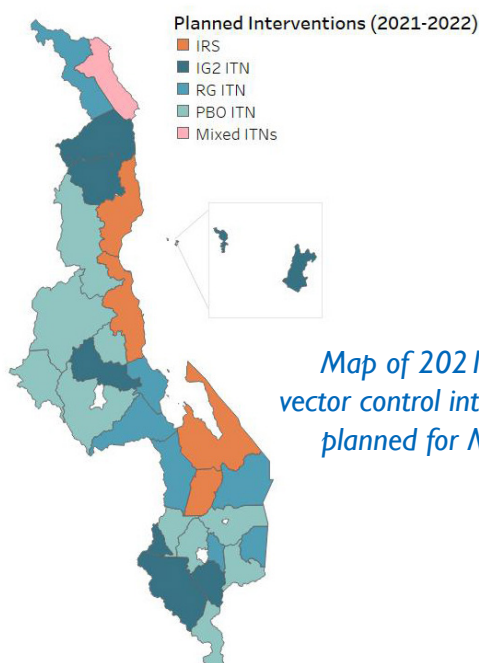 Planned Interventions (2021-2022)
IRS
IG2 ITN
RG ITN
PBO ITN
Mixed ITNs
Map of 2021
vector control int
planned for